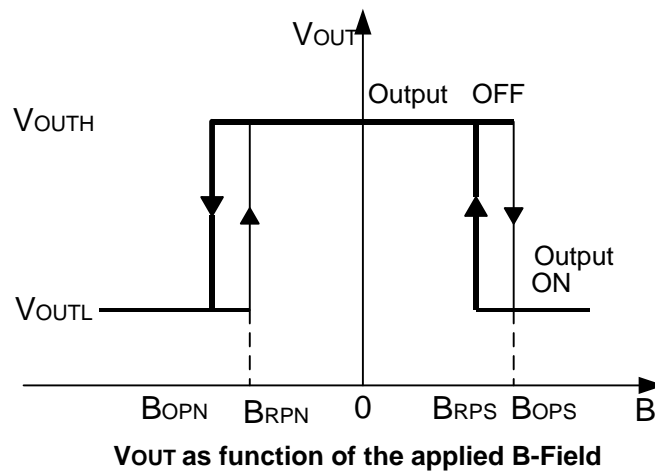 VOUT
Output OFF
VOUTH
Output
ON
VOUTL
BOPN BRPN 0 BRPS BOPS B
VOUT as function of the applied B-Field